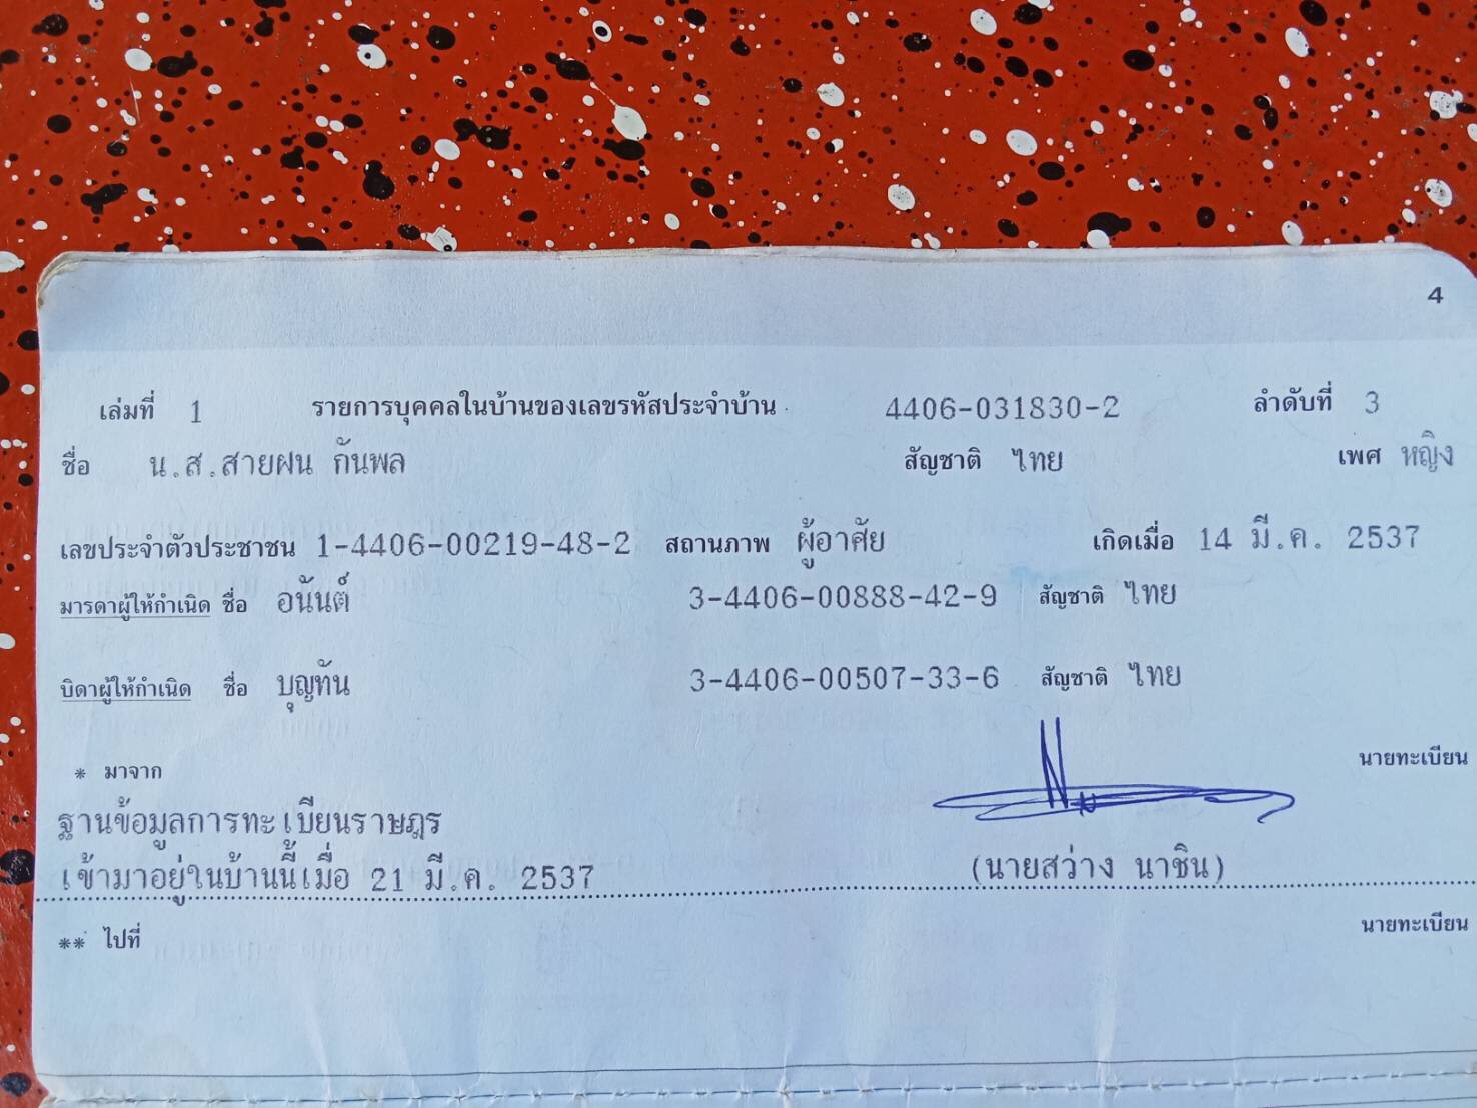 4
เล่มที่ 1 รายการบุคคลในบ้านของเลขรหัสประจำบ้าน 4406-031830-2 ลำดับที่ 3
ชื่อ น.ส.สายฝน กันพล สัญชาติ ไทย เพศ หญิง
เลขประจำตัวประชาชน 1-4406-00219-48-2 สถานภาพ ผู้อาศัย เกิดเมื่อ 14 มี.ค. 2537
มารดาผู้ให้กำเนิด ชื่อ อนันต์ 3-4406-00888-42-9 สัญชาติ ไทย
บิดาผู้ให้กำเนิด ชื่อ บุญทัน 3-4406-00507-33-6 สัญชาติ ไทย
* มาจาก นายทะเบียน
ฐานข้อมูลการทะเบียนราษฎร
เข้ามาอยู่ในบ้านนี้เมื่อ 21 มี.ค. 2537 (นายสว่าง นาชิน)
** ไปที่ นายทะเบียน